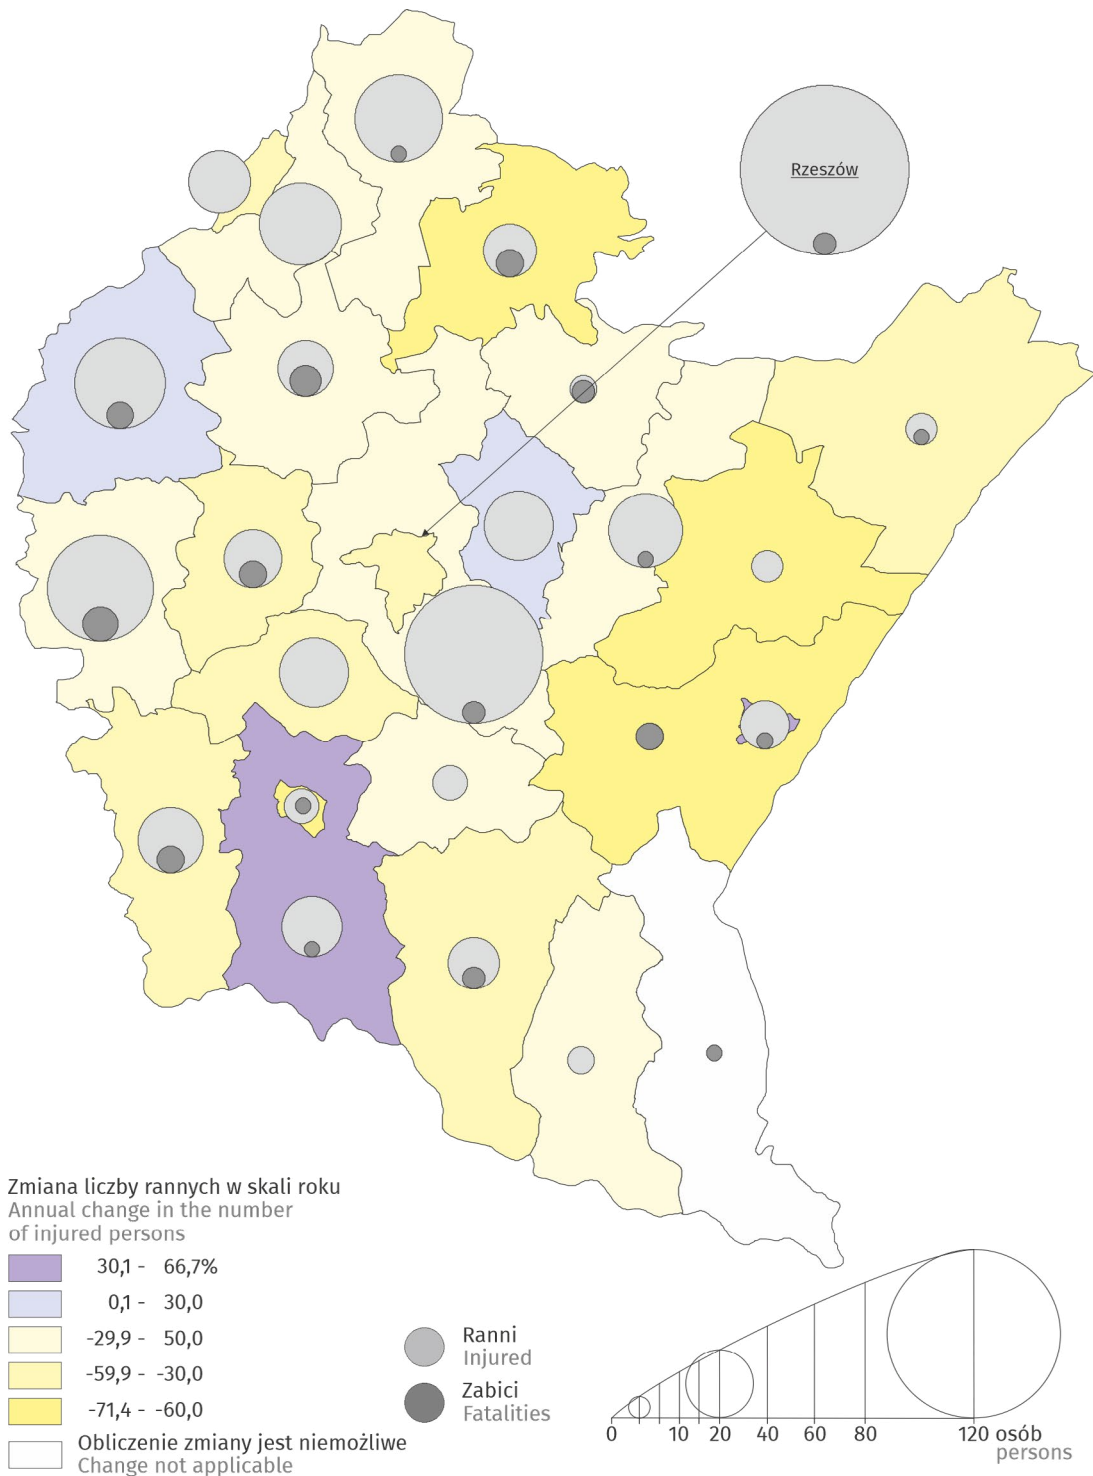 Rzeszów
Zmiana liczby rannych w skali roku
Annual change in the number
of injured persons
30,1 - 66,7%
0,1 - 30,0
-29,9 - 50,0
-59,9 - -30,0
-71,4 - -60,0
Obliczenie zmiany jest niemożliwe
Change not applicable
Ranni
Injured
Zabici
Fatalities
0 10 20 40 60 80 120 osób
persons